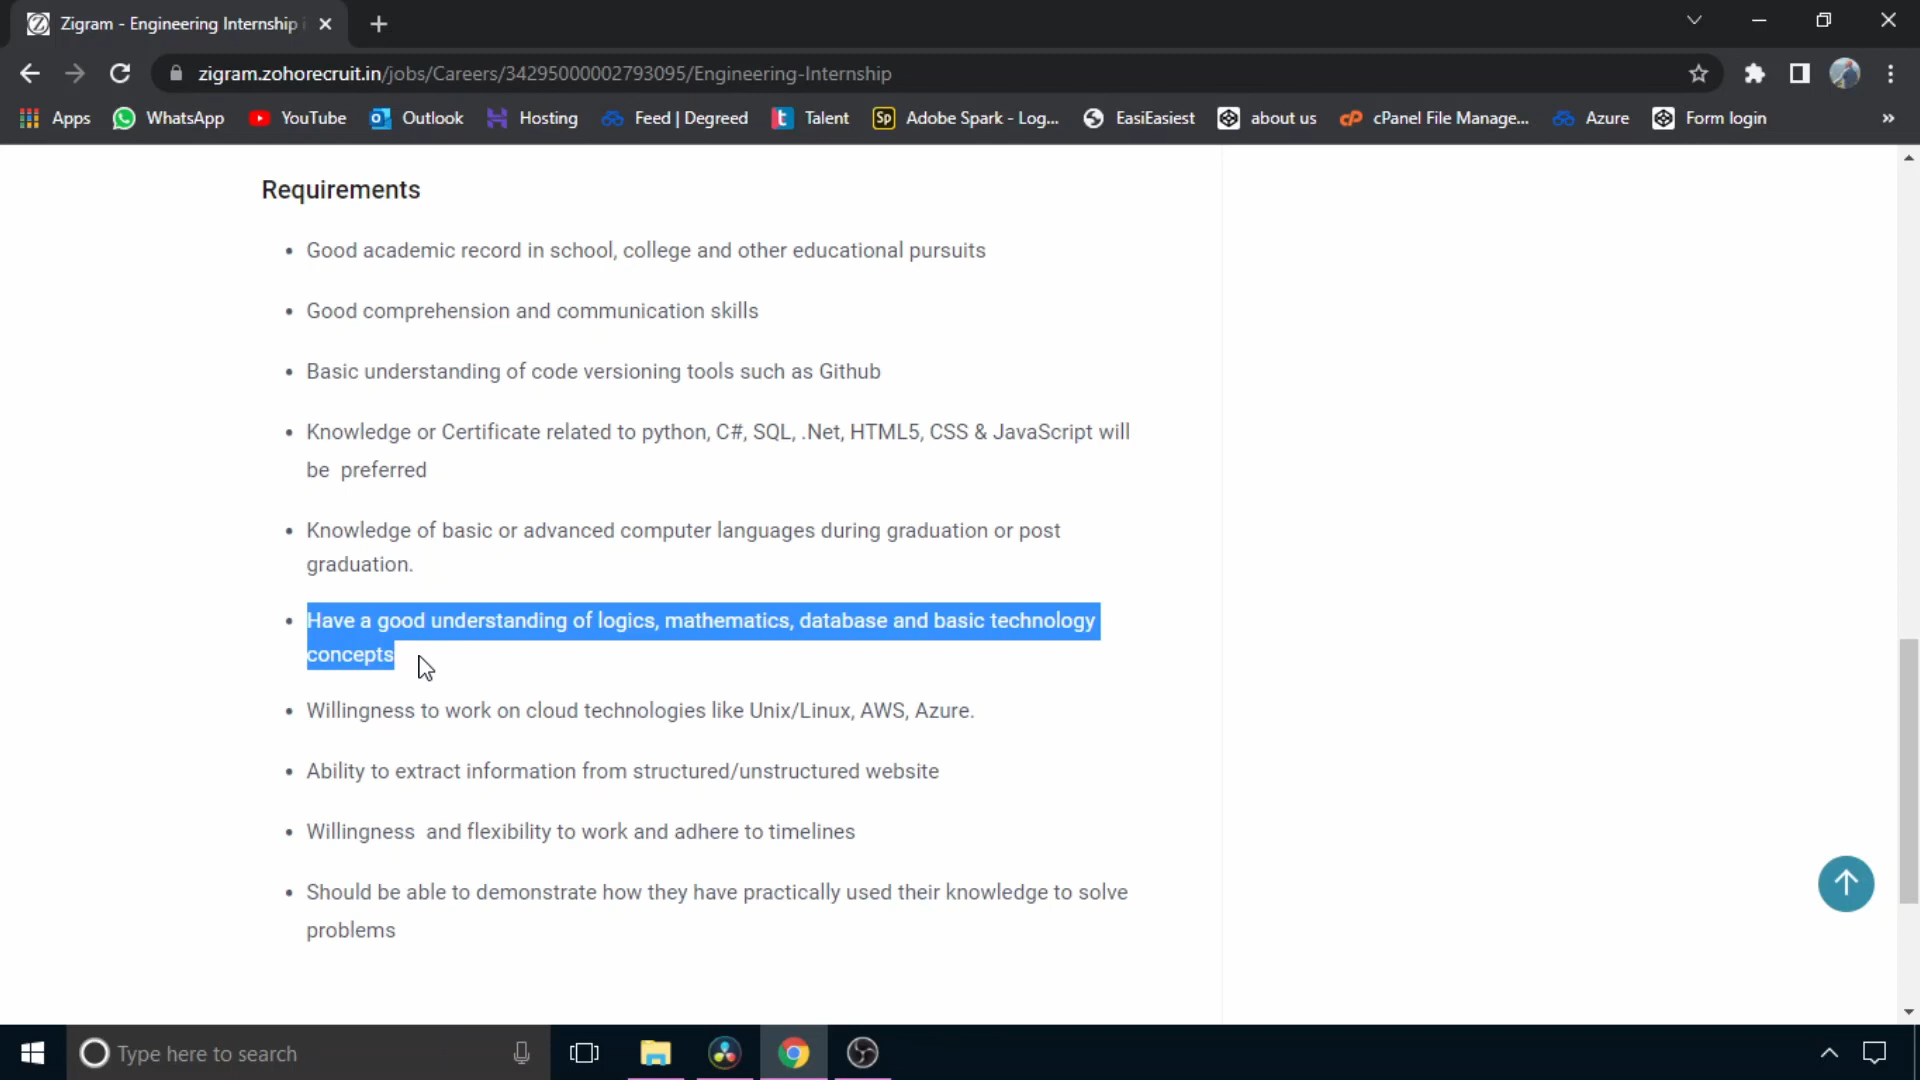 Zigram - Engineering Internship
zigram.zohorecruit.in/jobs/Careers/34295000002793095/Engineering-Internship
Apps WhatsApp YouTube Outlook Hosting Feed | Degreed Talent Adobe Spark - Log... EasiEasiest about us cPanel File Manage... Azure Form login »
Requirements
• Good academic record in school, college and other educational pursuits
• Good comprehension and communication skills
• Basic understanding of code versioning tools such as Github
• Knowledge or Certificate related to python, C#, SQL, .Net, HTML5, CSS & JavaScript will
be preferred
• Knowledge of basic or advanced computer languages during graduation or post
graduation.
• Have a good understanding of logics, mathematics, database and basic technology
concepts
• Willingness to work on cloud technologies like Unix/Linux, AWS, Azure.
• Ability to extract information from structured/unstructured website
• Willingness and flexibility to work and adhere to timelines
• Should be able to demonstrate how they have practically used their knowledge to solve
problems
Type here to search